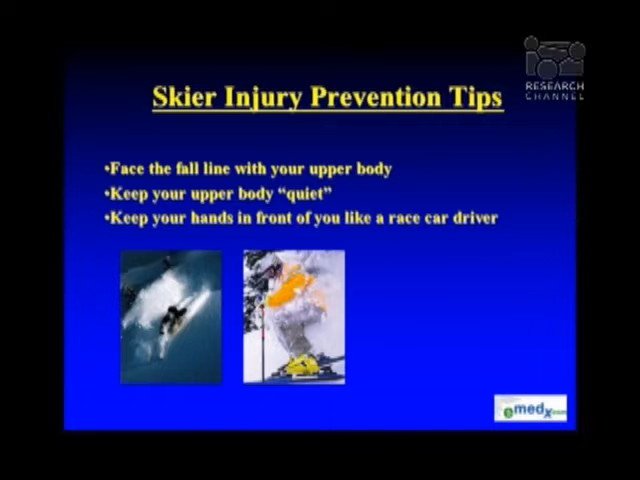 RESEARCH
CHANNEL
Skier Injury Prevention Tips
•Face the fall line with your upper body
•Keep your upper body “quiet”
•Keep your hands in front of you like a race car driver
emedx.com